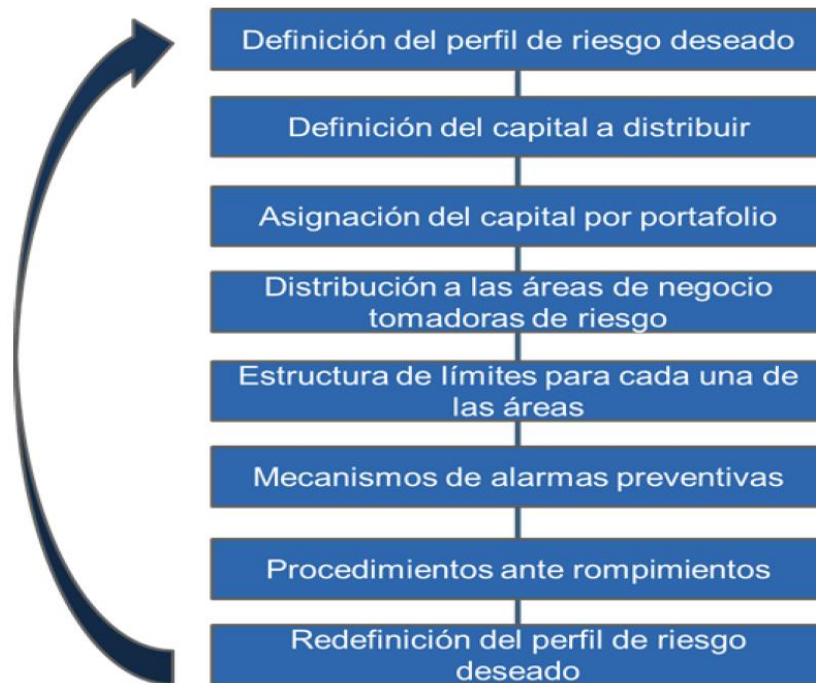 Definición del perfil de riesgo deseado
Definición del capital a distribuir
Asignación del capital por portafolio
Distribución a las áreas de negocio
tomadoras de riesgo
Estructura de límites para cada una de
las áreas
Mecanismos de alarmas preventivas
Procedimientos ante rompimientos
Redefinición del perfil de riesgo
deseado